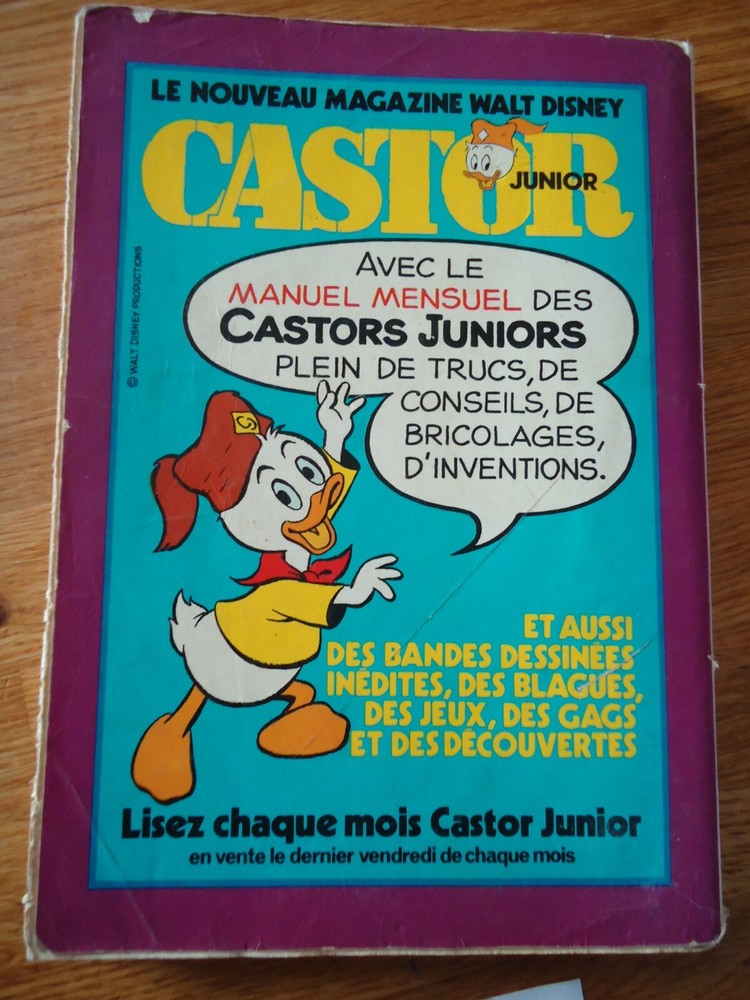 LE NOUVEAU MAGAZINE WALT DISNEY
CASTOR
JUNIOR
© WALT DISNEY PRODUCTIONS
AVEC LE
MANUEL MENSUEL DES
CASTORS JUNIORS
PLEIN DE TRUCS, DE
CONSEILS, DE
BRICOLAGES,
D'INVENTIONS.
ET AUSSI
DES BANDES DESSINÉES
INÉDITES, DES BLAGUES,
DES JEUX, DES GAGS
ET DES DÉCOUVERTES
Lisez chaque mois Castor Junior
en vente le dernier vendredi de chaque mois